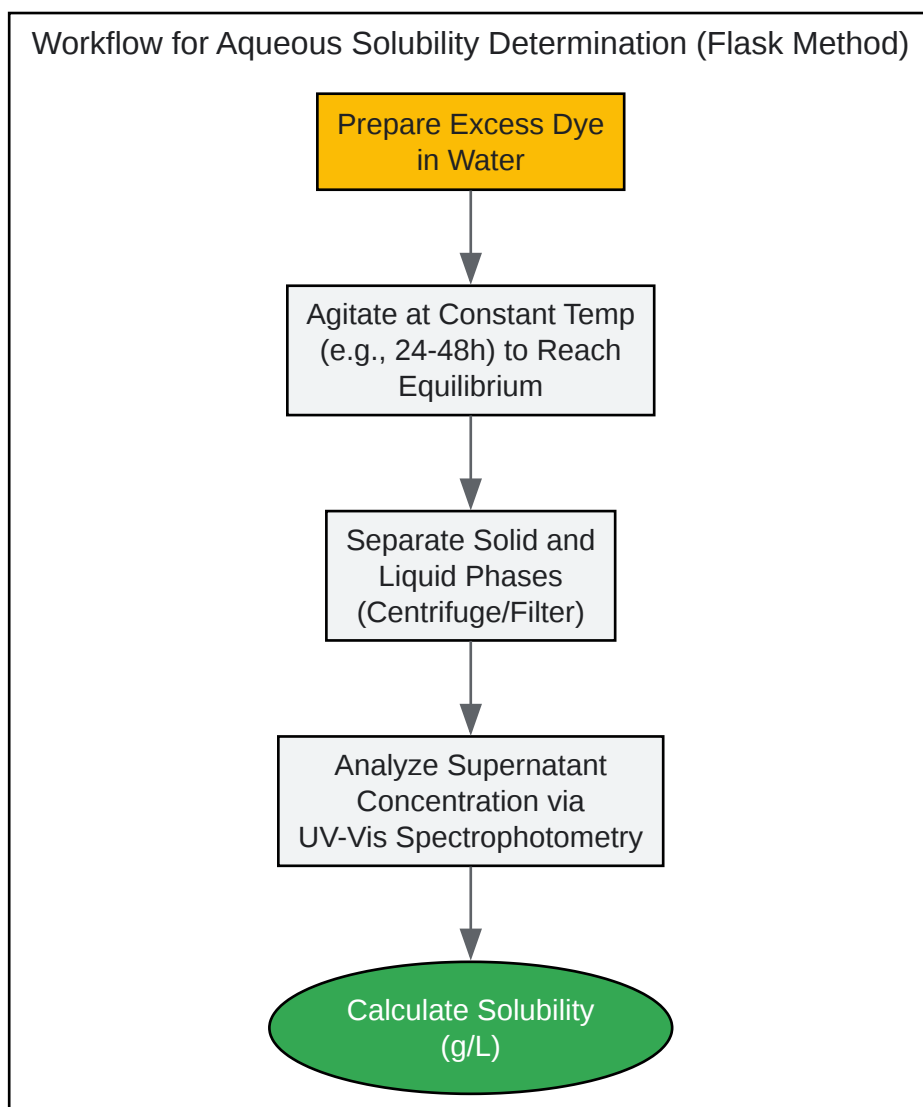 Workflow for Aqueous Solubility Determination (Flask Method)
Prepare Excess Dye
in Water
Agitate at Constant Temp
(e.g., 24-48h) to Reach
Equilibrium
Separate Solid and
Liquid Phases
(Centrifuge/Filter)
Analyze Supernatant
Concentration via
UV-Vis Spectrophotometry
Calculate Solubility
(g/L)